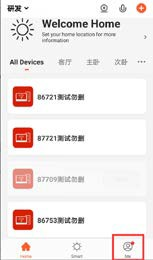 研发
Welcome Home
Set your home location for more
information
All Devices 客厅 主卧 次卧
86721测试勿删
87721测试勿删
87709测试勿删
86753测试勿删
Home Smart Me